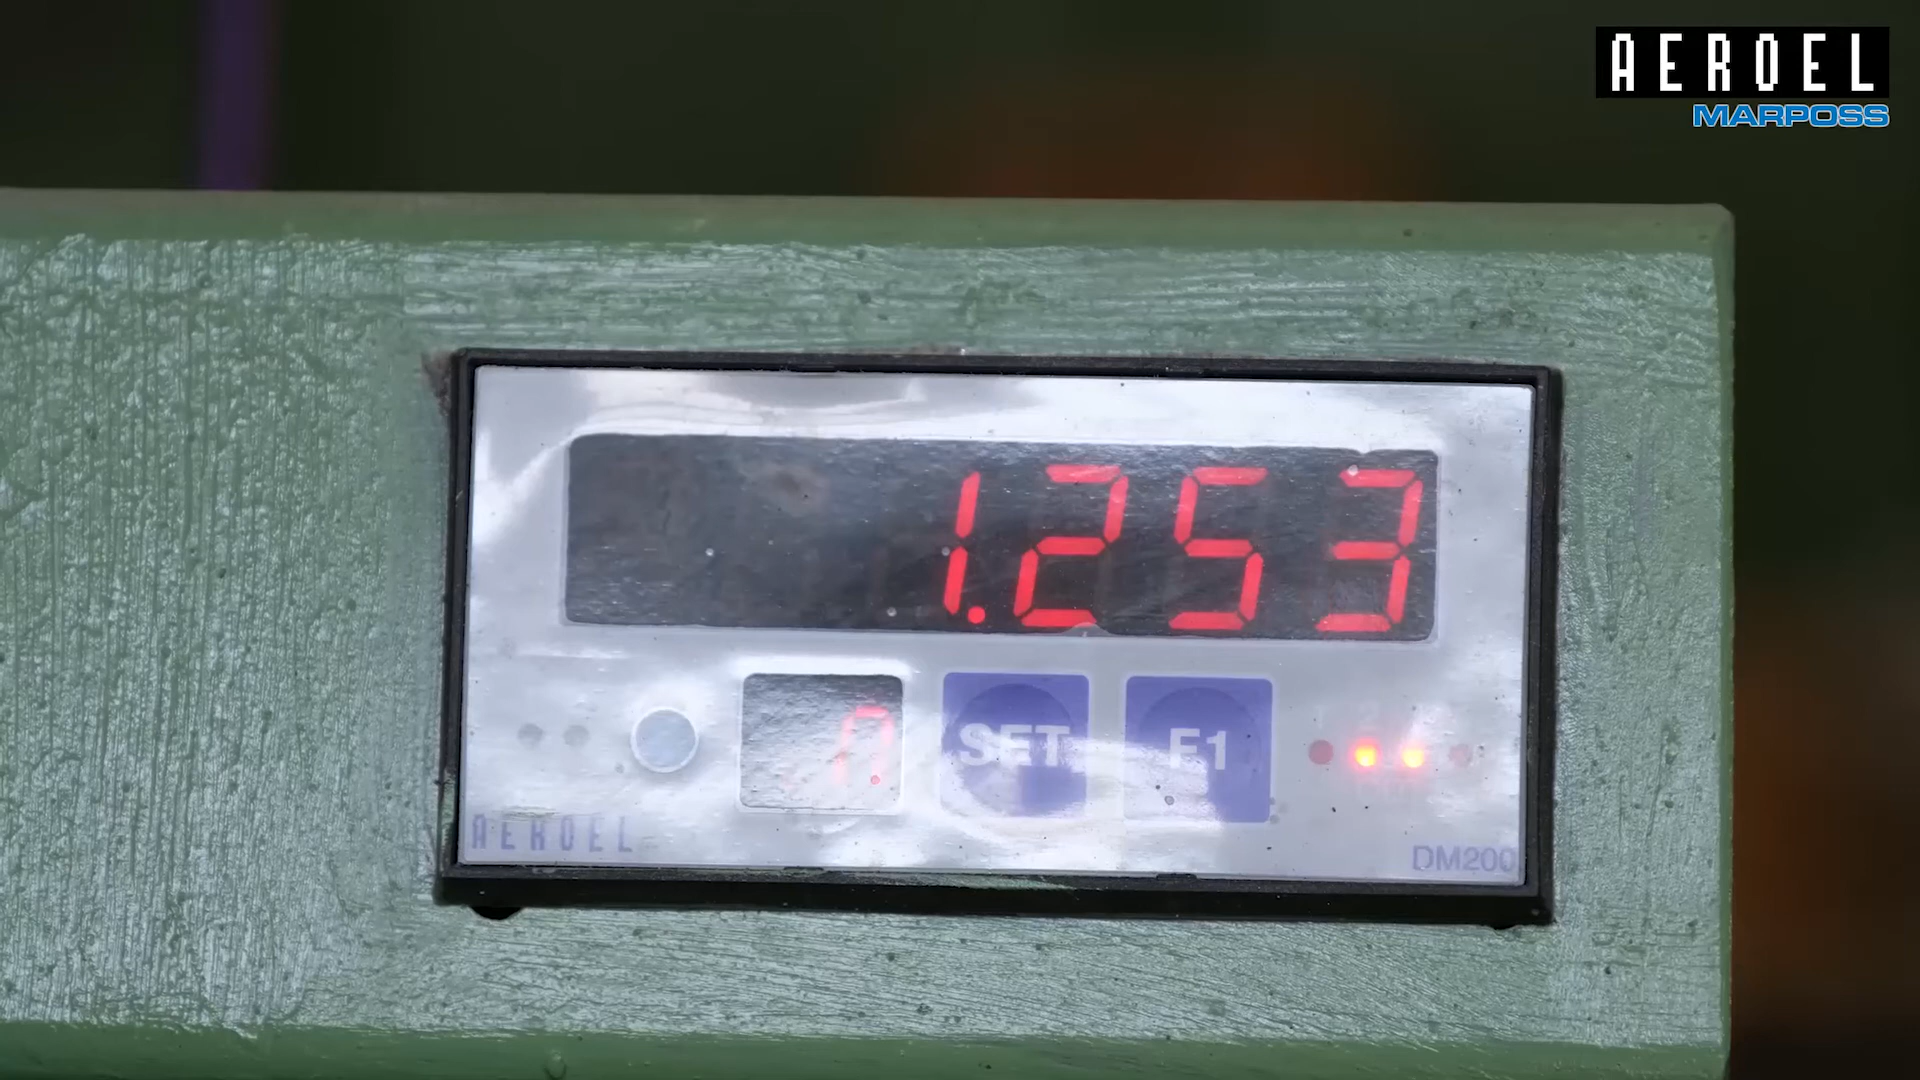 AEROEL
MARPOSS
1.253
SET
F1
AEROEL
DM200